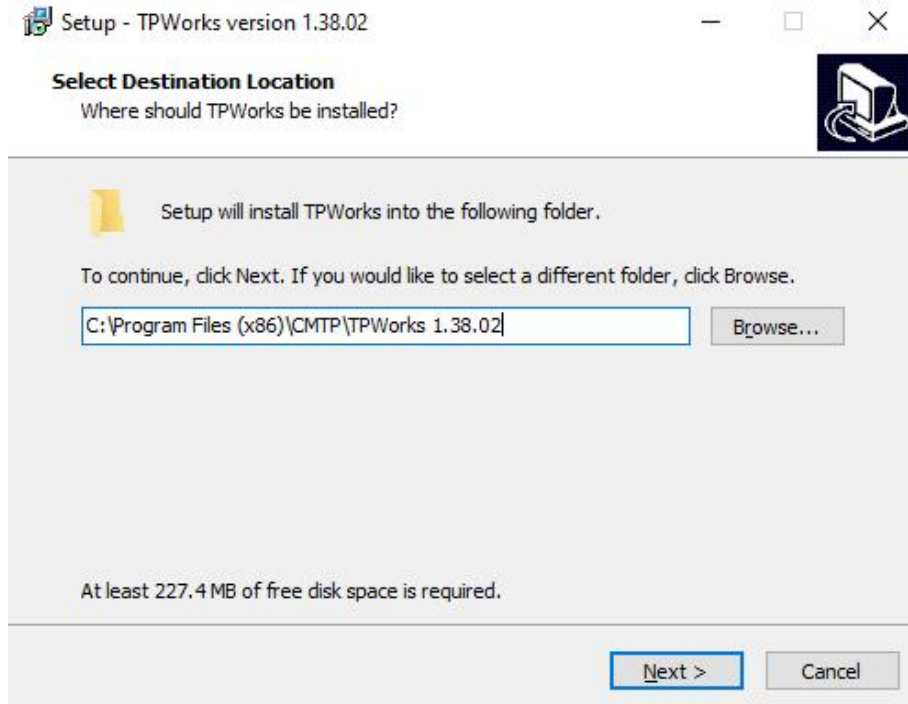 Setup - TPWorks version 1.38.02
Select Destination Location
Where should TPWorks be installed?
Setup will install TPWorks into the following folder.
To continue, click Next. If you would like to select a different folder, click Browse.
C:\Program Files (x86)\CMTP\TPWorks 1.38.02
Browse...
At least 227.4 MB of free disk space is required.
Next >
Cancel